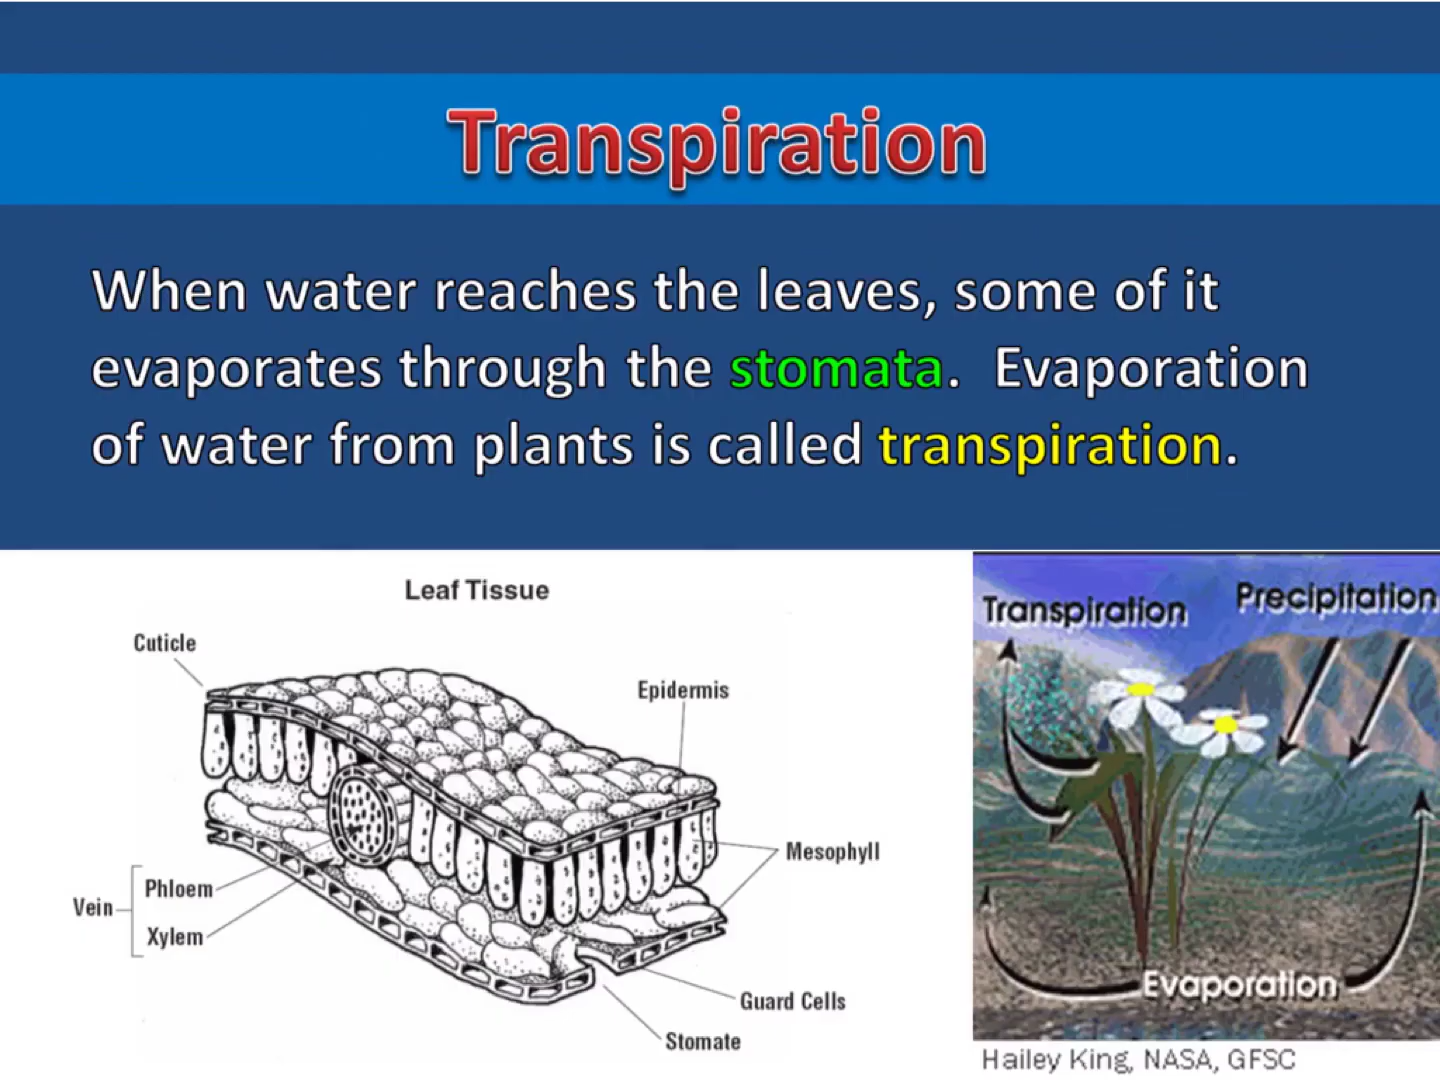 Transpiration
When water reaches the leaves, some of it
evaporates through the stomata.  Evaporation
of water from plants is called transpiration.
Leaf Tissue
Cuticle
Epidermis
Mesophyll
Vein
Phloem
Xylem
Guard Cells
Stomate
Transpiration
Precipitation
Evaporation
Hailey King, NASA, GFSC